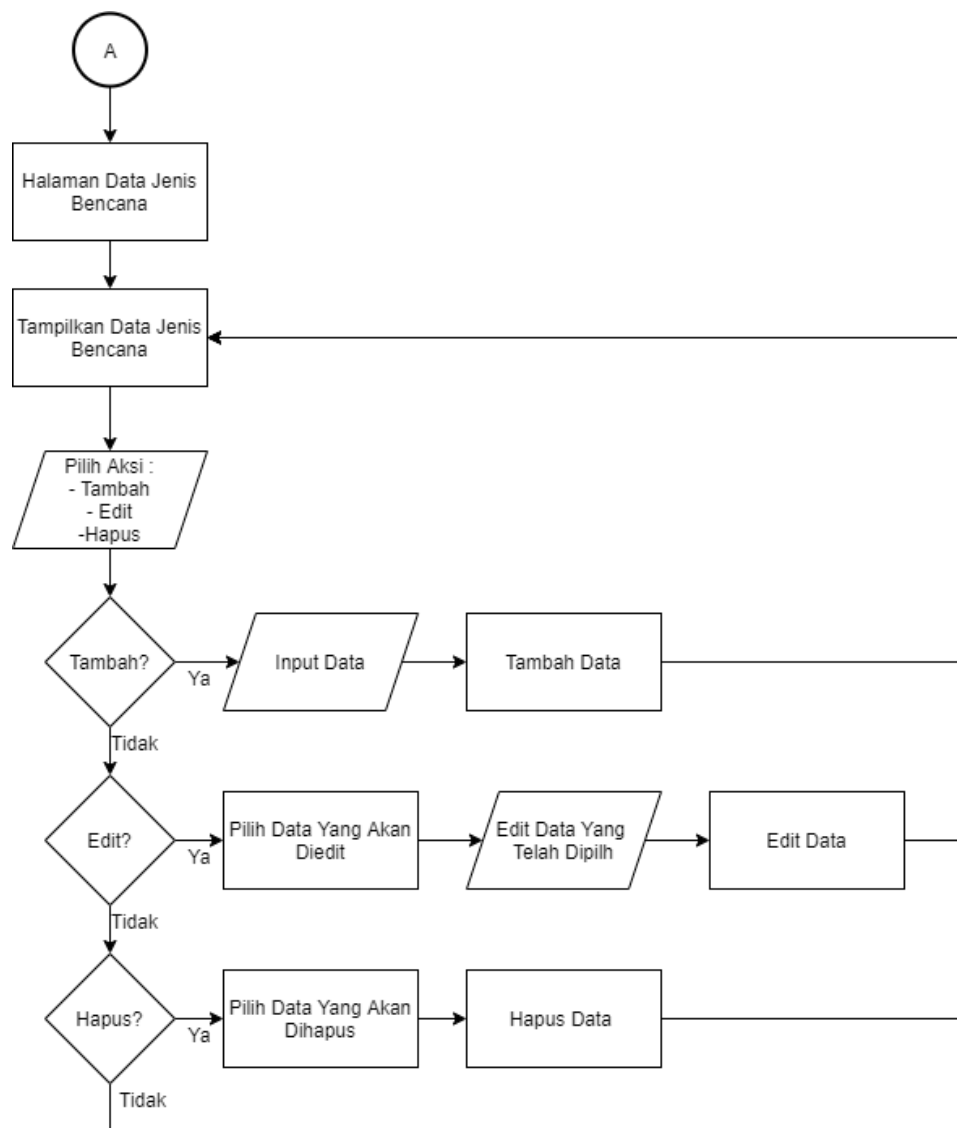 A
Halaman Data Jenis
Bencana
Tampilkan Data Jenis
Bencana
Pilih Aksi :
- Tambah
- Edit
-Hapus
Tambah?
Ya
Input Data
Tambah Data
Tidak
Edit?
Ya
Pilih Data Yang Akan
Diedit
Edit Data Yang
Telah Dipilh
Edit Data
Tidak
Hapus?
Ya
Pilih Data Yang Akan
Dihapus
Hapus Data
Tidak